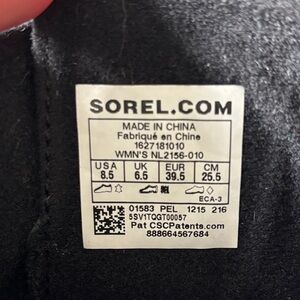 SOREL.COM
MADE IN CHINA
Fabriqué en Chine
1627181010
WMN'S NL2156-010
USA UK EUR CM
8.5 6.5 39.5 25.5
ECA-3
01583 PEL 1215 216
5SV1TQGT00057
Pat CSCPatents.com
888664567684